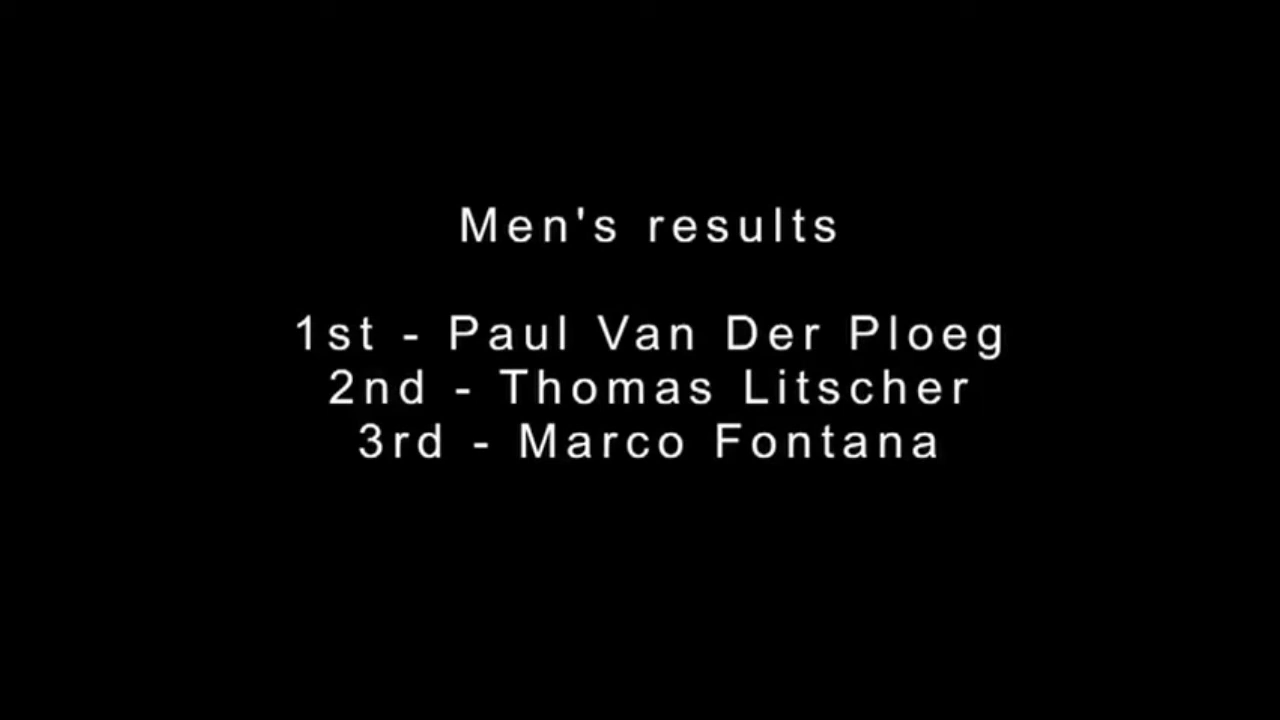 Men's results
1st - Paul Van Der Ploeg
2nd - Thomas Litscher
3rd - Marco Fontana